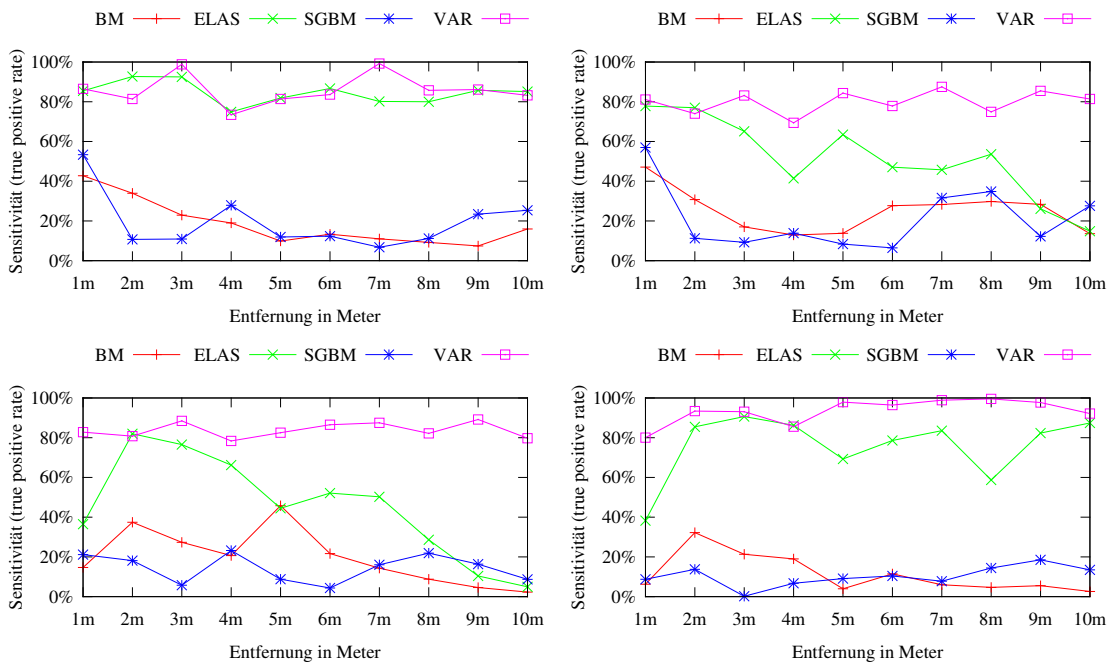 BM ELAS SGBM VAR
Sensitivität (true positive rate)
100%
80%
60%
40%
20%
0%
1m 2m 3m 4m 5m 6m 7m 8m 9m 10m
Entfernung in Meter
BM ELAS SGBM VAR
Sensitivität (true positive rate)
100%
80%
60%
40%
20%
0%
1m 2m 3m 4m 5m 6m 7m 8m 9m 10m
Entfernung in Meter
BM ELAS SGBM VAR
Sensitivität (true positive rate)
100%
80%
60%
40%
20%
0%
1m 2m 3m 4m 5m 6m 7m 8m 9m 10m
Entfernung in Meter
BM ELAS SGBM VAR
Sensitivität (true positive rate)
100%
80%
60%
40%
20%
0%
1m 2m 3m 4m 5m 6m 7m 8m 9m 10m
Entfernung in Meter